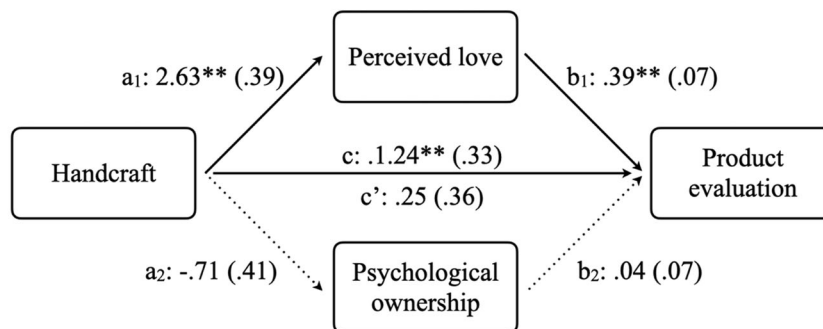 Perceived love
a₁: 2.63** (.39)
b₁: .39** (.07)
Handcraft
c: .1.24** (.33)
c’: .25 (.36)
Product
evaluation
a₂: -.71 (.41)
Psychological
ownership
b₂: .04 (.07)